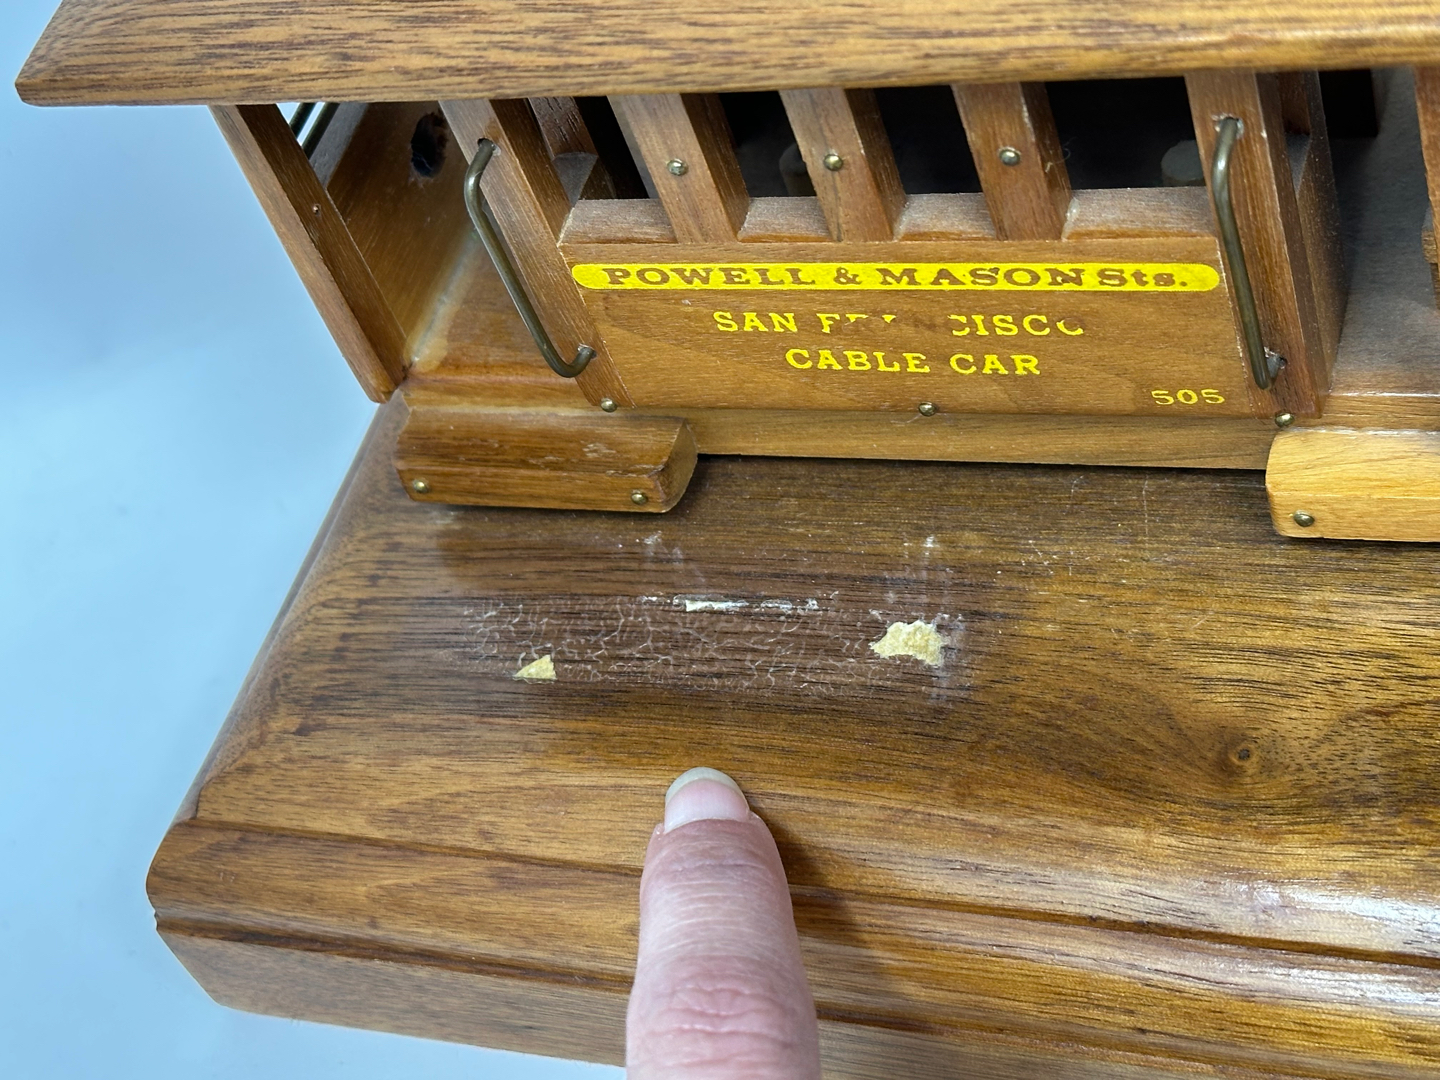 POWELL & MASON Sts.
SAN FRANCISCO
CABLE CAR
505